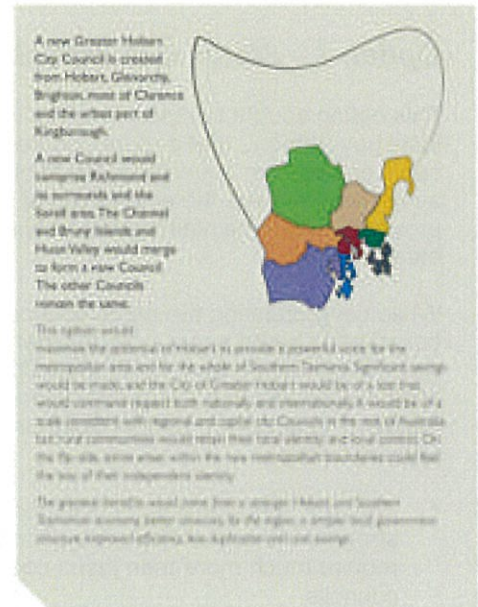 A new Greater Hobart
City Council is created
from Hobart, Glenorchy,
Brighton, most of Clarence
and the urban part of
Kingborough.
A new Council would
comprise Richmond and
its surrounds and the
Sorell area. The Channel
and Bruny Islands and
Huon Valley would merge
to form a new Council.
The other Councils
remain the same.
This option would
maximise the potential of Hobart to provide a powerful voice for the
metropolitan area and for the whole of Southern Tasmania. Significant savings
would be made, and the City of Greater Hobart would be of a size that
would command respect both nationally and internationally. It would be of a
scale consistent with regional and capital city Councils in the rest of Australia
but rural communities would retain their local identity and local control. On
the flip side, some areas within the new metropolitan boundaries could feel
the loss of their independent identity.
The greatest benefits would come from a stronger Hobart and Southern
Tasmanian economy, better services for the region, a simpler local government
structure, improved efficiency, less duplication and cost savings.